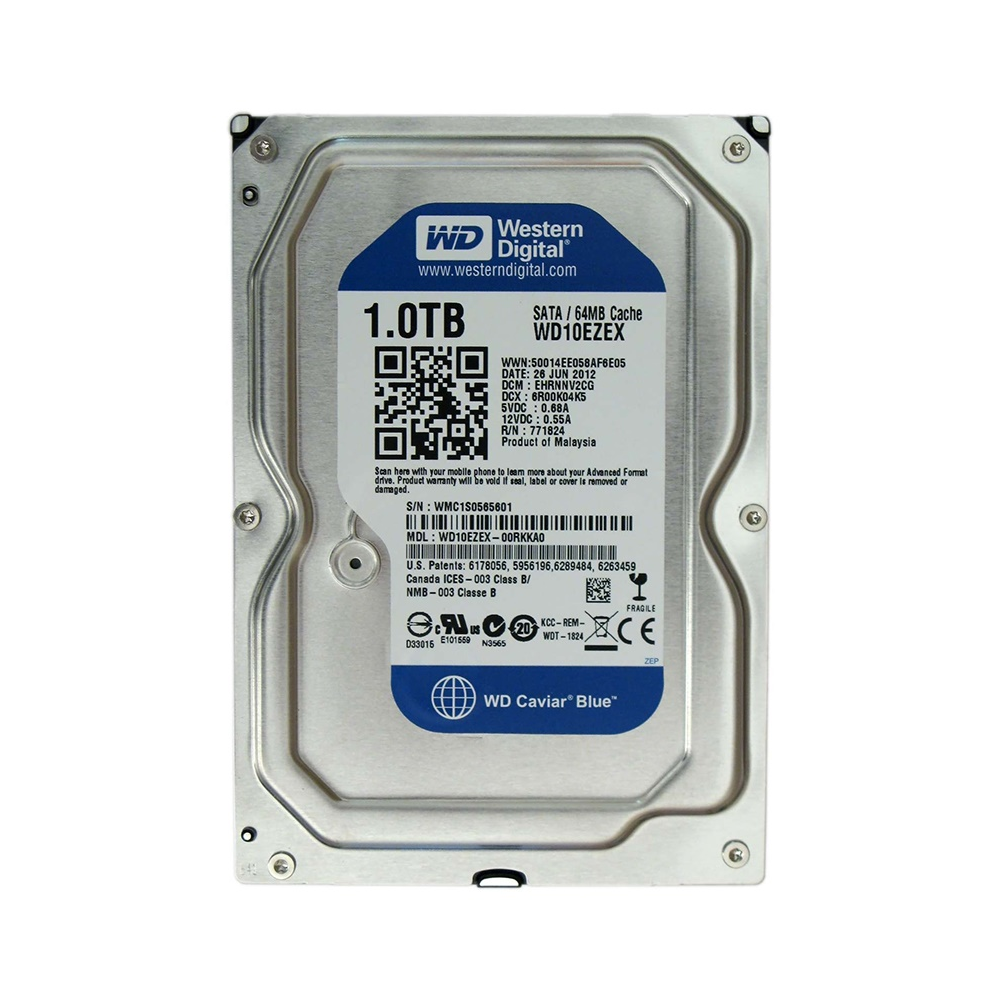 WD Western Digital®
www.westerndigital.com
1.0TB
SATA / 64MB Cache
WD10EZEX
WWN:50014EE058AF6E05
DATE: 26 JUN 2012
DCM : EHRNNV2CG
DCX : 6R00K04K5
5VDC : 0.68A
12VDC : 0.55A
R/N : 771824
Product of Malaysia
Scan here with your mobile phone to learn more about your Advanced Format
drive. Product warranty will be void if seal, label or cover is removed or
damaged.
S/N : WMC1S0565601
MDL : WD10EZEX-00RKKA0
U.S. Patents: 6178056, 5956196,6289484, 6263459
Canada ICES-003 Class B/
NMB-003 Classe B
FRAGILE
D33015
c RU us
E101559
N3565
20
KCC-REM-
WDT-1824
CE
ZEP
WD Caviar® Blue™